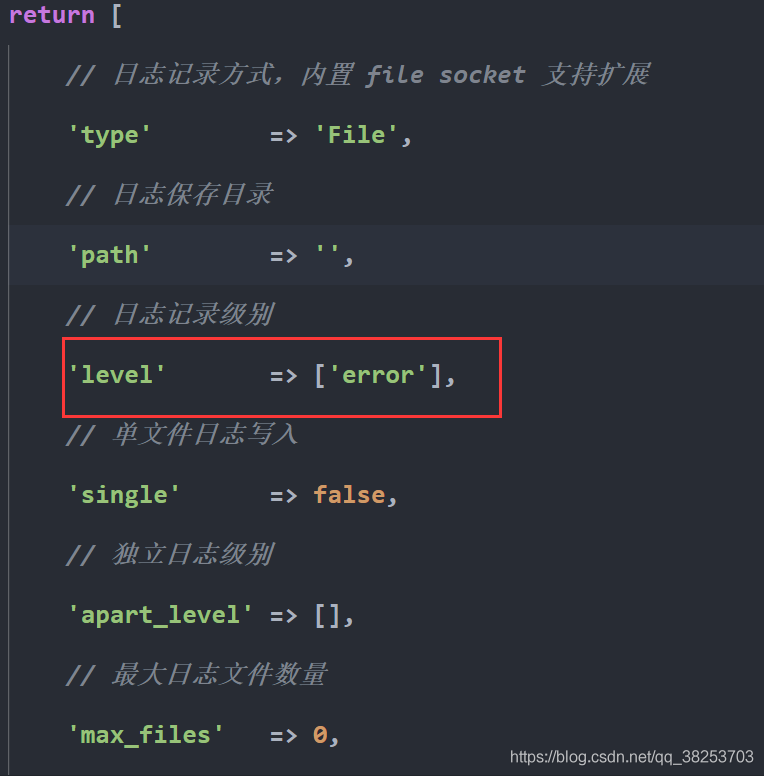 return [
// 日志记录方式，内置 file socket 支持扩展
'type' => 'File',
// 日志保存目录
'path' => '',
// 日志记录级别
'level' => ['error'],
// 单文件日志写入
'single' => false,
// 独立日志级别
'apart_level' => [],
// 最大日志文件数量
'max_files' => 0,
https://blog.csdn.net/qq_38253703